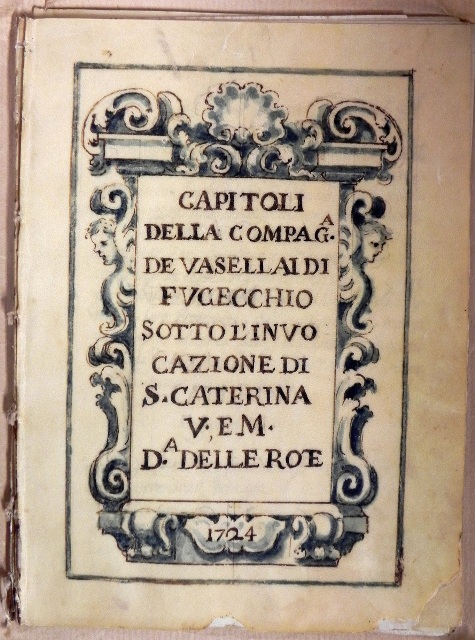 CAPITOLI
DELLA COMPAG.A
DE VASELLAI DI
FVCECCHIO
SOTTO L'INVO
CAZIONE DI
S. CATERINA
V. E M.
D.A DELLE ROTE
1724